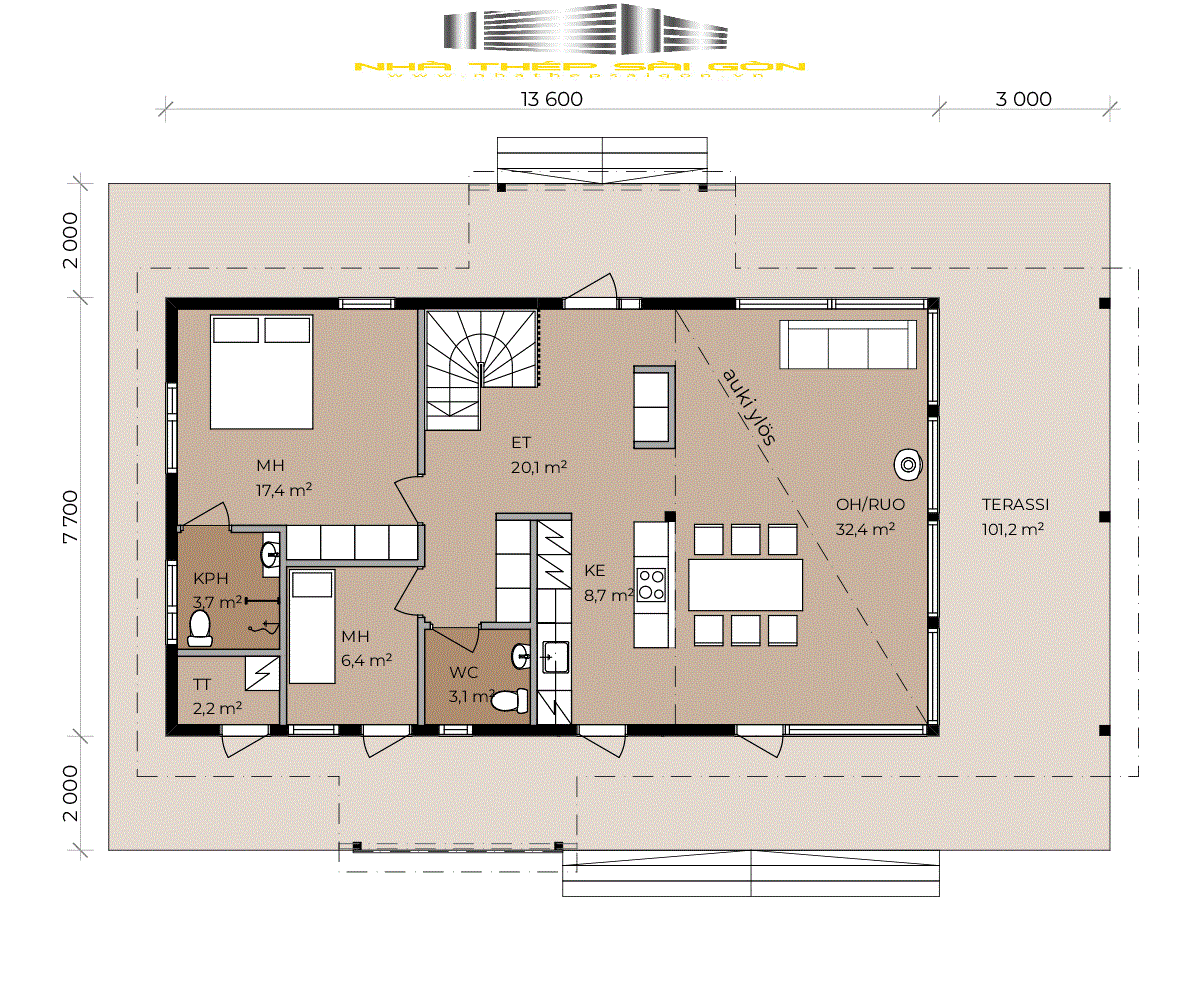 NHÀ THÉP SÀI GÒN
www.nhathepsaigon.vn
13 600
3 000
2 000
7 700
2 000
auki ylös
ET
20,1 m²
MH
17,4 m²
OH/RUO
32,4 m²
TERASSI
101,2 m²
KPH
3,7 m²
KE
8,7 m²
MH
6,4 m²
WC
3,1 m²
TT
2,2 m²